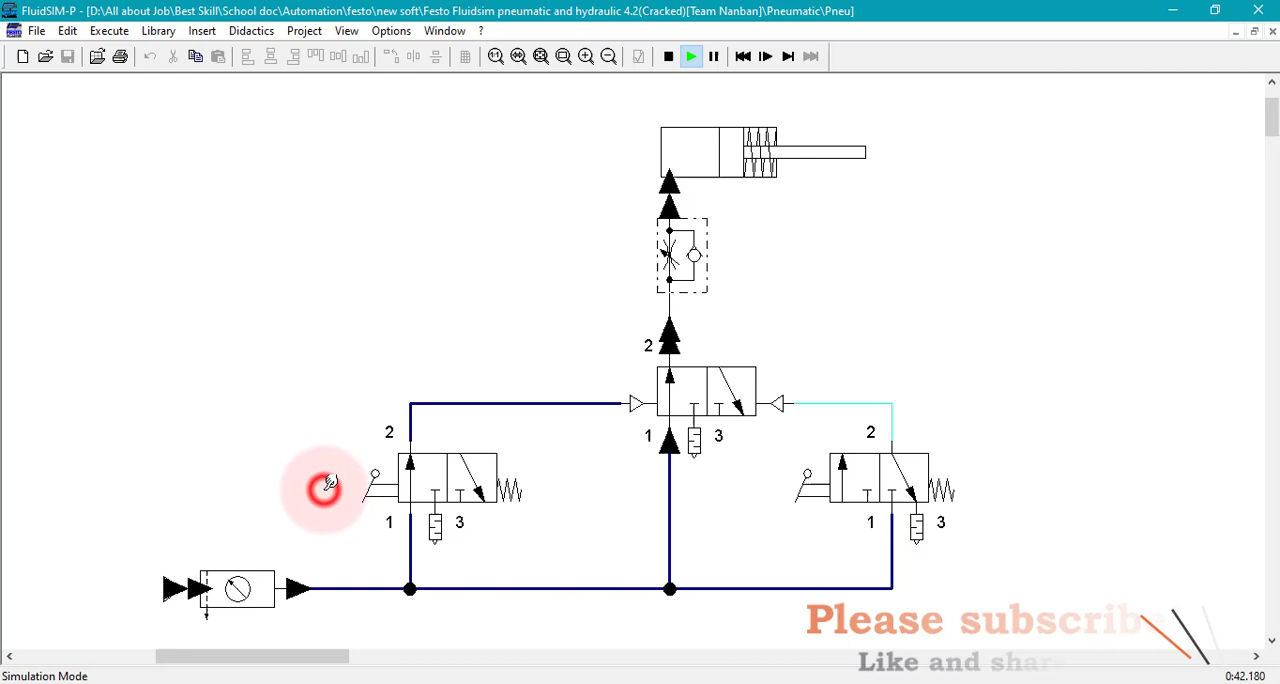 FluidSIM-P - [D:\All about Job\Best Skill\School doc\Automation\festo\new soft\Festo Fluidsim pneumatic and hydraulic 4.2(Cracked)[Team Nanban]\Pneumatic\Pneu]
File Edit Execute Library Insert Didactics Project View Options Window ?
2
1 3
2
1 3
2
1 3
Please subscribe
Like and share
Simulation Mode 0:42.180